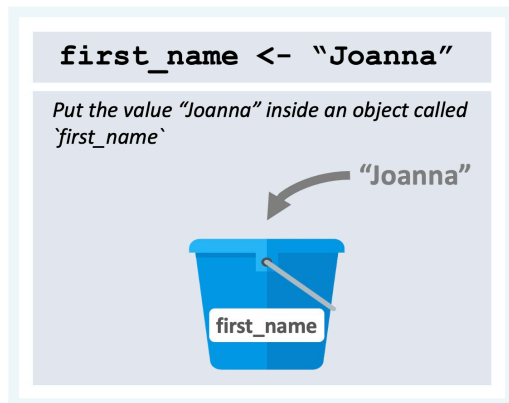 first_name <- “Joanna”
Put the value “Joanna” inside an object called
`first_name`
“Joanna”
first_name